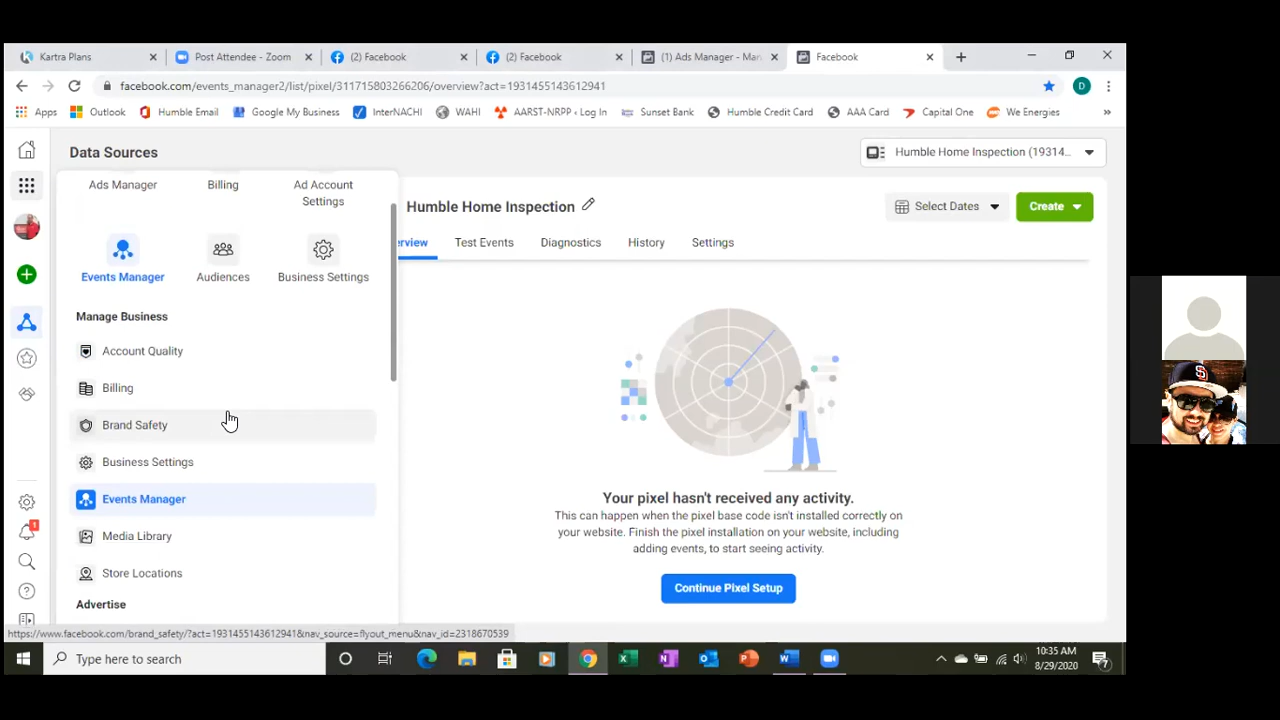 Kartra Plans
Post Attendee - Zoom
(2) Facebook
(2) Facebook
(1) Ads Manager - Man
Facebook
facebook.com/events_manager2/list/pixel/311715803266206/overview?act=1931455143612941
D
Apps
Outlook
Humble Email
Google My Business
InterNACHI
WAHI
AARST-NRPP ‹ Log In
Sunset Bank
Humble Credit Card
AAA Card
Capital One
We Energies
»
Data Sources
Humble Home Inspection (19314...
Ads Manager
Billing
Ad Account
Settings
Humble Home Inspection
Select Dates
Create
erview
Test Events
Diagnostics
History
Settings
Events Manager
Audiences
Business Settings
Manage Business
Account Quality
Billing
Brand Safety
Business Settings
Events Manager
Media Library
Store Locations
Advertise
Your pixel hasn't received any activity.
This can happen when the pixel base code isn't installed correctly on
your website. Finish the pixel installation on your website, including
adding events, to start seeing activity.
Continue Pixel Setup
1
https://www.facebook.com/brand_safety/?act=1931455143612941&nav_source=flyout_menu&nav_id=2318670539
Type here to search
10:35 AM
8/29/2020
7